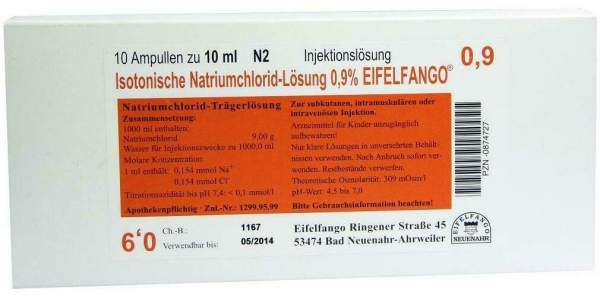 10 Ampullen zu 10 ml N2 Injektionslösung 0,9
Isotonische Natriumchlorid-Lösung 0,9% EIFELFANGO®
Natriumchlorid-Trägerlösung
Zusammensetzung:
1000 ml enthalten:
Natriumchlorid 9,00 g
Wasser für Injektionszwecke zu 1000,0 ml
Molare Konzentration:
1 ml enthält: 0,154 mmol Na⁺
0,154 mmol Cl⁻
Titrationsazidität bis pH 7,4: < 0,1 mmol/l
Apothekenpflichtig · Zul.-Nr.: 1299.95.99
Zur subkutanen, intramuskulären oder
intravenösen Injektion.
Arzneimittel für Kinder unzugänglich
aufbewahren!
Nur klare Lösungen in unversehrten Behält-
nissen verwenden. Nach Anbruch sofort ver-
wenden. Restbestände verwerfen.
Theoretische Osmolarität: 309 mOsm/l
pH-Wert: 4,5 bis 7,0
Bitte Gebrauchsinformation beachten!
PZN -0874727
6‘0
Ch.-B.: 1167
Verwendbar bis: 05/2014
Eifelfango Ringener Straße 45
53474 Bad Neuenahr-Ahrweiler
EIFELFANGO
NEUENAHR